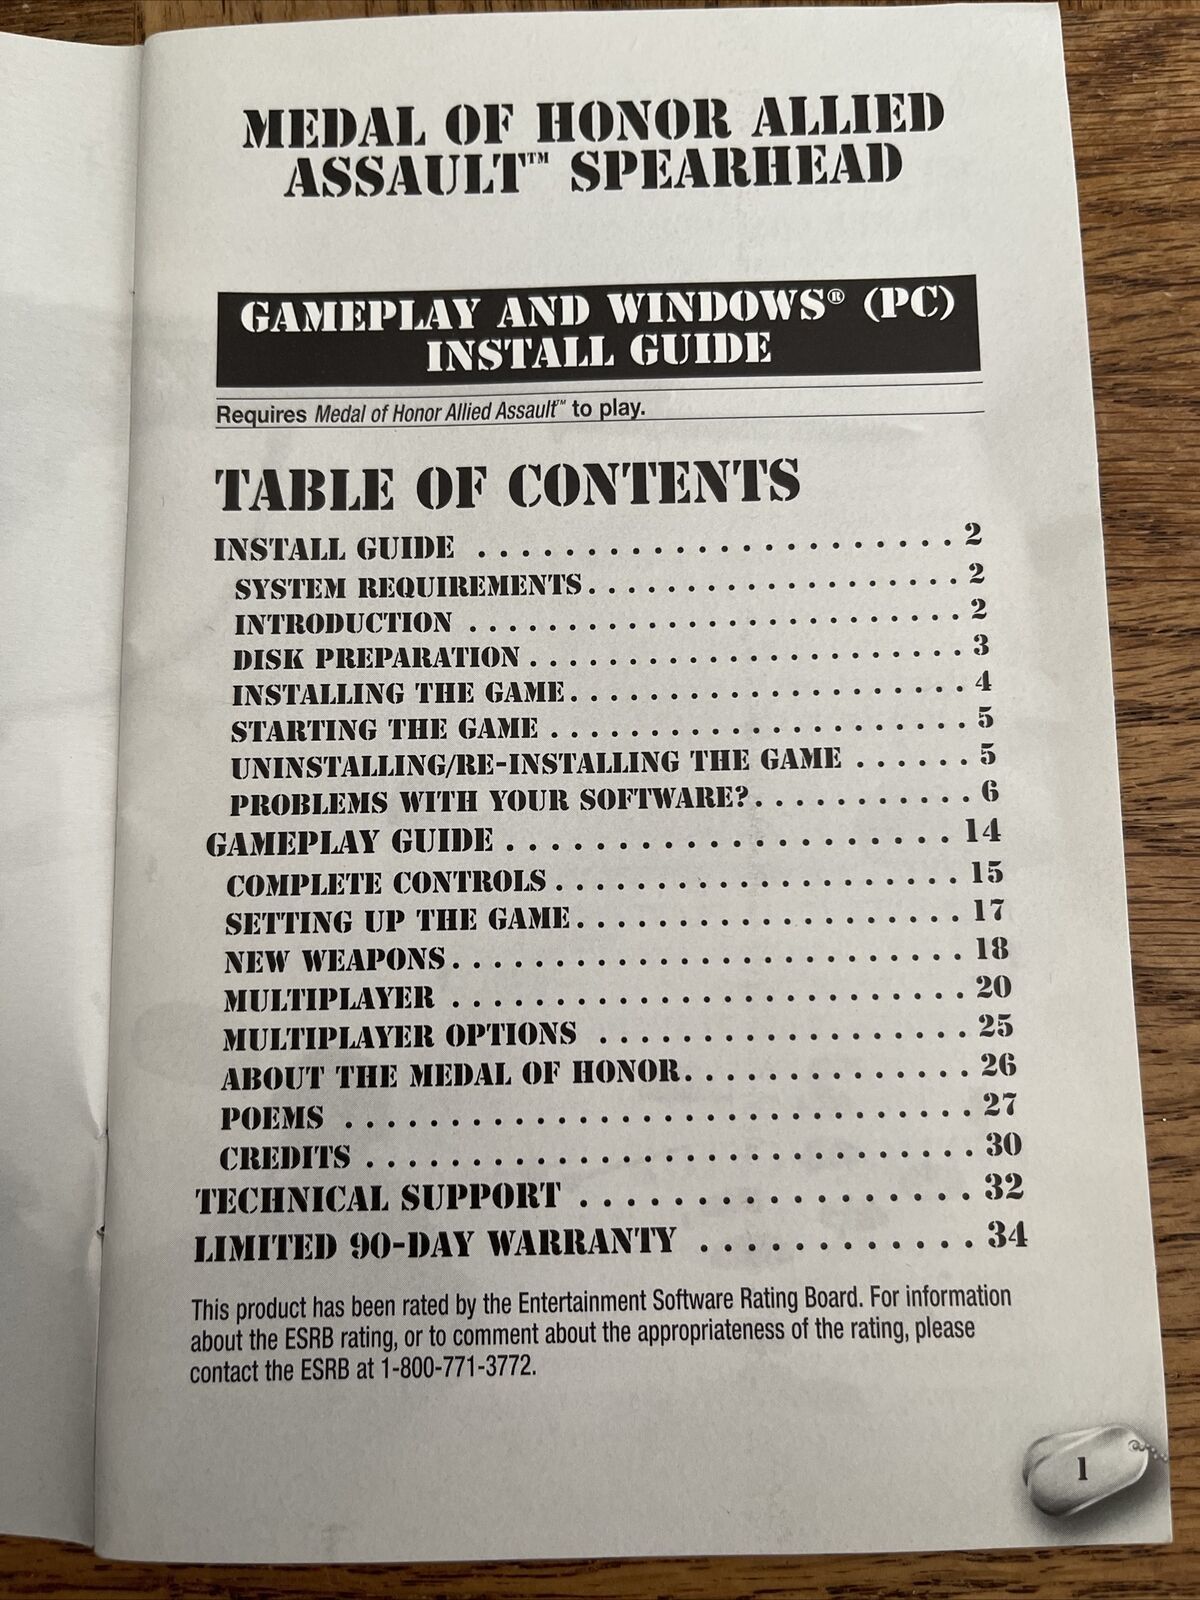 MEDAL OF HONOR ALLIED
ASSAULT™ SPEARHEAD
GAMEPLAY AND WINDOWS® (PC)
INSTALL GUIDE
Requires Medal of Honor Allied Assault™ to play.
TABLE OF CONTENTS
INSTALL GUIDE . . . . . . . . . . . . . . . . . . . . . . 2
SYSTEM REQUIREMENTS. . . . . . . . . . . . . . . . . . 2
INTRODUCTION . . . . . . . . . . . . . . . . . . . . . . . 2
DISK PREPARATION. . . . . . . . . . . . . . . . . . . . . 3
INSTALLING THE GAME. . . . . . . . . . . . . . . . . . . 4
STARTING THE GAME . . . . . . . . . . . . . . . . . . . . 5
UNINSTALLING/RE-INSTALLING THE GAME . . . . . . 5
PROBLEMS WITH YOUR SOFTWARE?. . . . . . . . . . . 6
GAMEPLAY GUIDE . . . . . . . . . . . . . . . . . . . . 14
COMPLETE CONTROLS . . . . . . . . . . . . . . . . . . . 15
SETTING UP THE GAME. . . . . . . . . . . . . . . . . . 17
NEW WEAPONS. . . . . . . . . . . . . . . . . . . . . . . . 18
MULTIPLAYER . . . . . . . . . . . . . . . . . . . . . . . . 20
MULTIPLAYER OPTIONS . . . . . . . . . . . . . . . . . 25
ABOUT THE MEDAL OF HONOR. . . . . . . . . . . . . . 26
POEMS . . . . . . . . . . . . . . . . . . . . . . . . . . . . . 27
CREDITS . . . . . . . . . . . . . . . . . . . . . . . . . . . . 30
TECHNICAL SUPPORT . . . . . . . . . . . . . . . . . 32
LIMITED 90-DAY WARRANTY . . . . . . . . . . . . 34
This product has been rated by the Entertainment Software Rating Board. For information
about the ESRB rating, or to comment about the appropriateness of the rating, please
contact the ESRB at 1-800-771-3772.
1